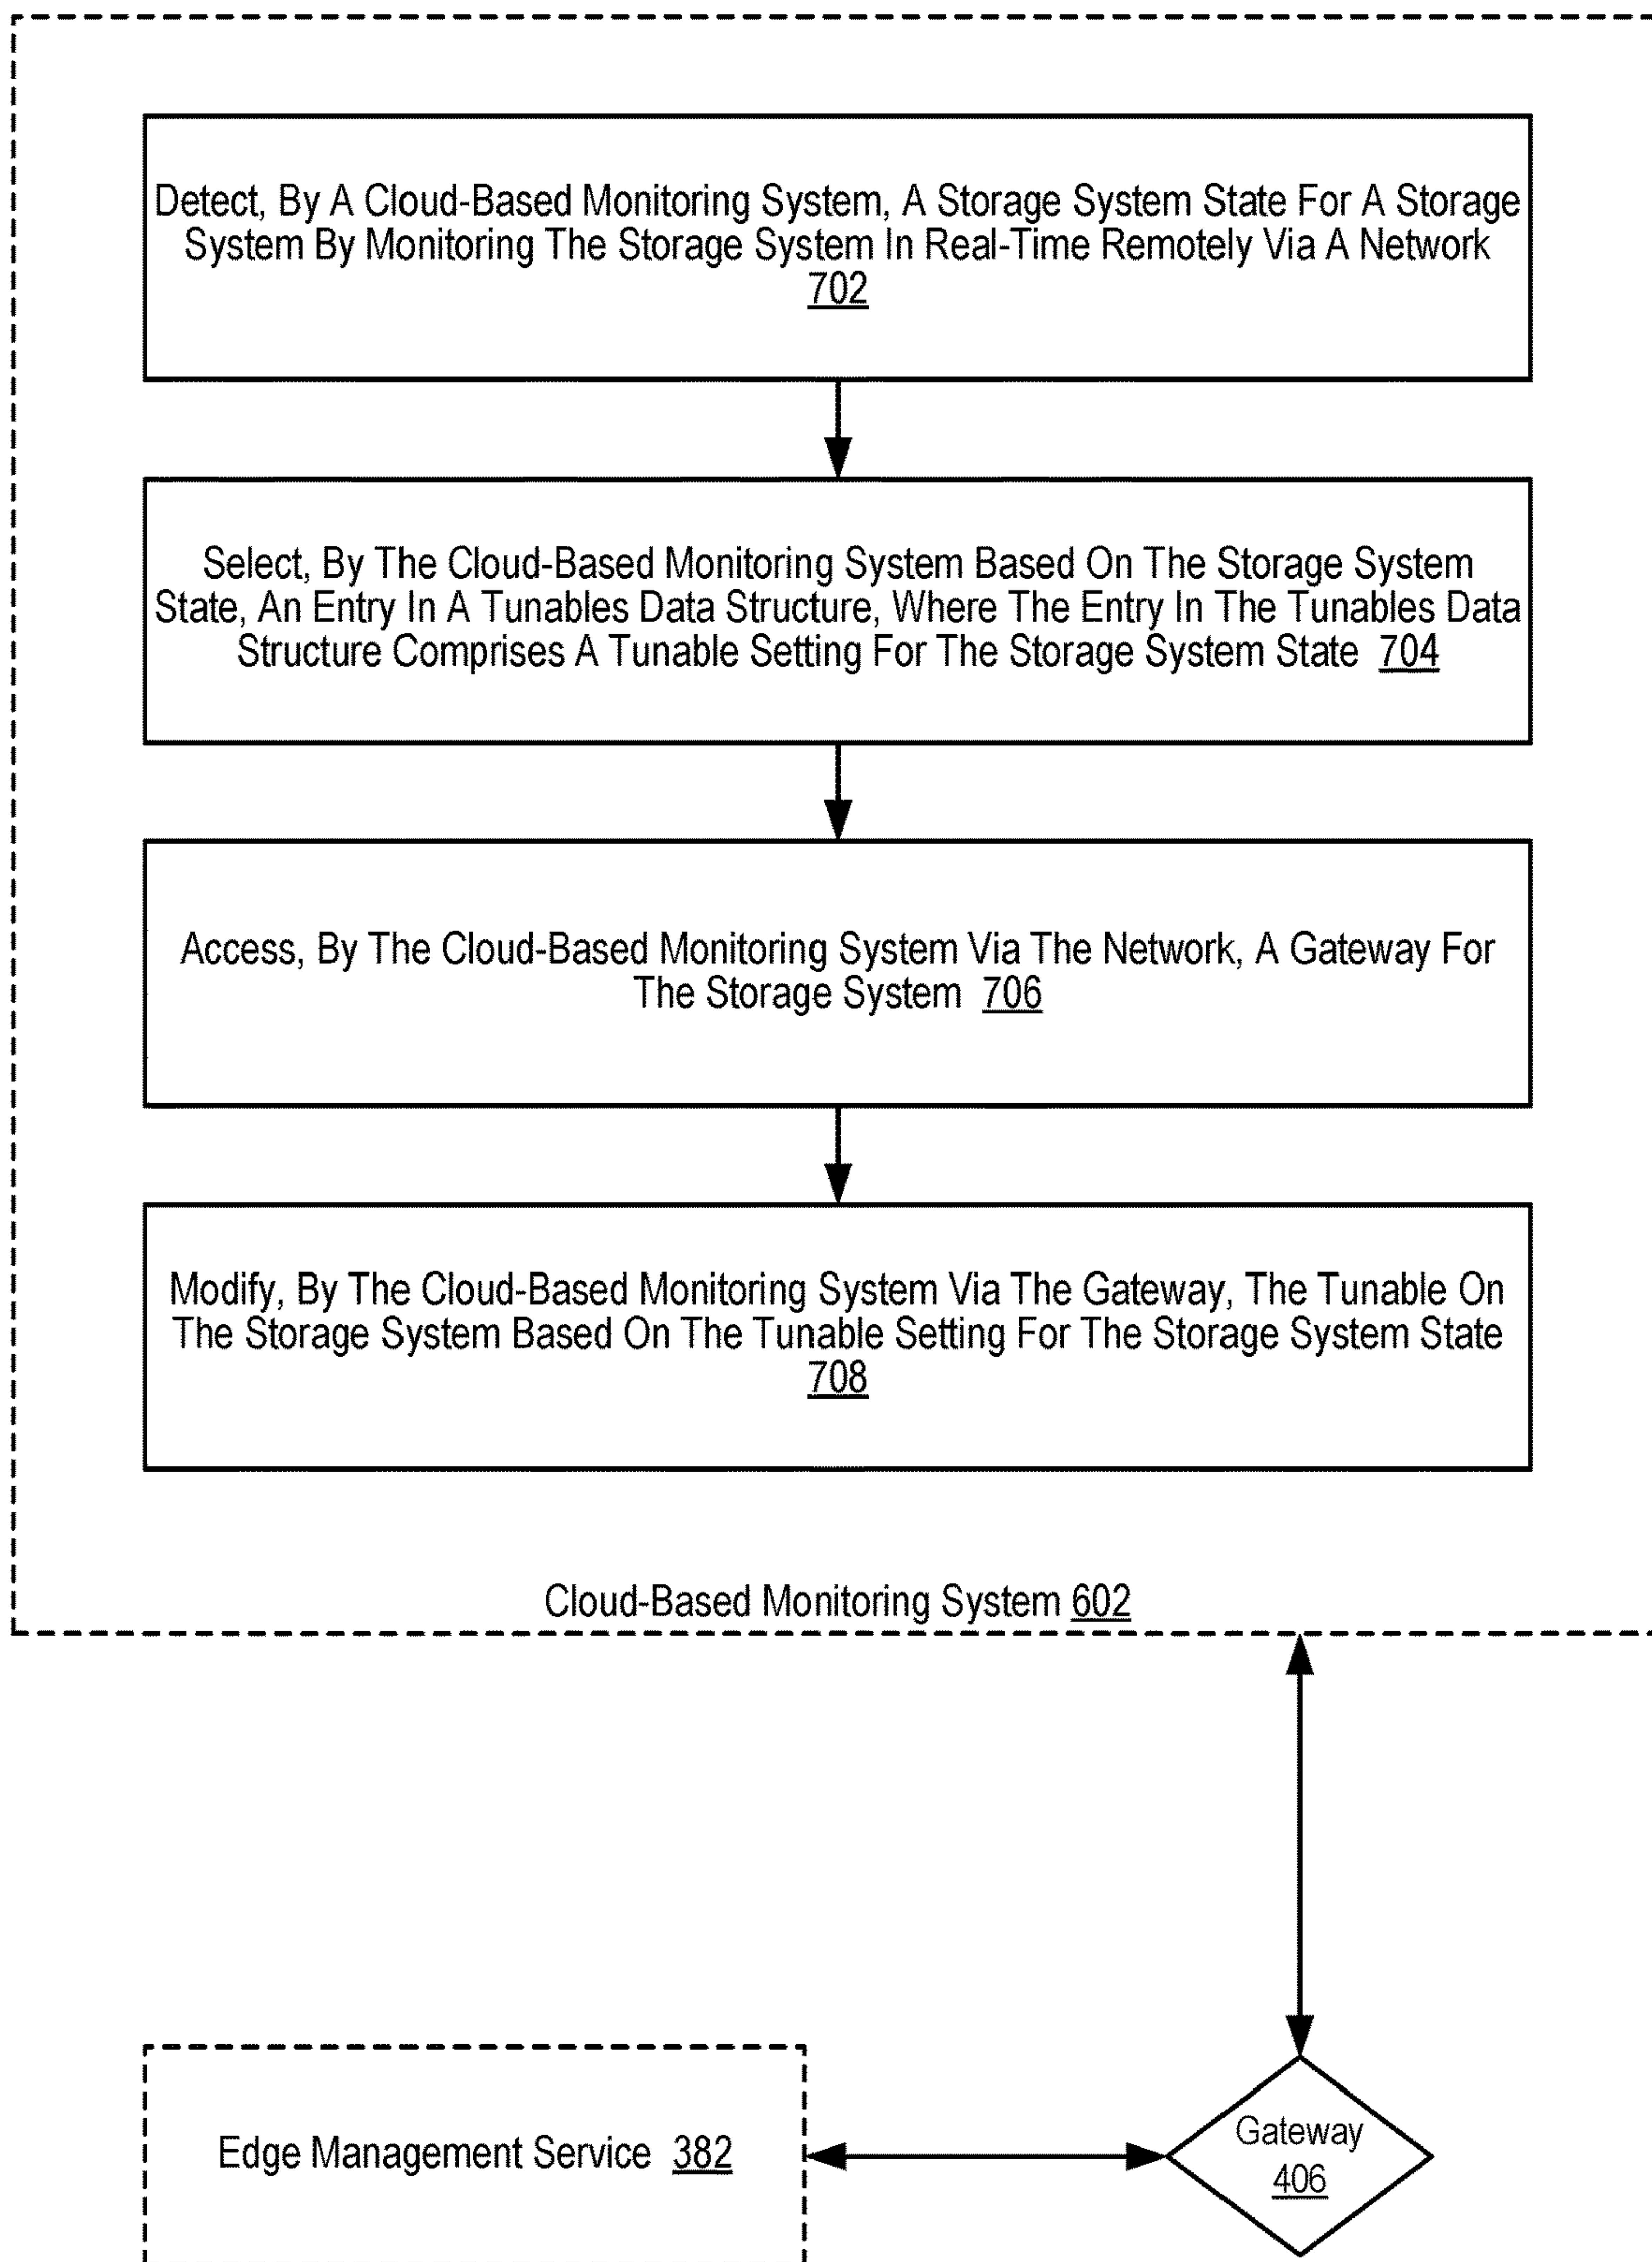 Detect, By A Cloud-Based Monitoring System, A Storage System State For A Storage
System By Monitoring The Storage System In Real-Time Remotely Via A Network
702
Select, By The Cloud-Based Monitoring System Based On The Storage System
State, An Entry In A Tunables Data Structure, Where The Entry In The Tunables Data
Structure Comprises A Tunable Setting For The Storage System State 704
Access, By The Cloud-Based Monitoring System Via The Network, A Gateway For
The Storage System 706
Modify, By The Cloud-Based Monitoring System Via The Gateway, The Tunable On
The Storage System Based On The Tunable Setting For The Storage System State
708
Cloud-Based Monitoring System 602
Edge Management Service 382
Gateway
406